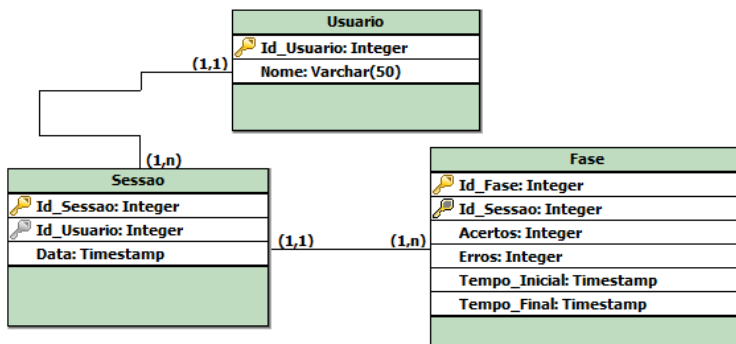 Usuario
Id_Usuario: Integer
Nome: Varchar(50)
(1,1)
(1,n)
Sessao
Id_Sessao: Integer
Id_Usuario: Integer
Data: Timestamp
(1,1)
(1,n)
Fase
Id_Fase: Integer
Id_Sessao: Integer
Acertos: Integer
Erros: Integer
Tempo_Inicial: Timestamp
Tempo_Final: Timestamp